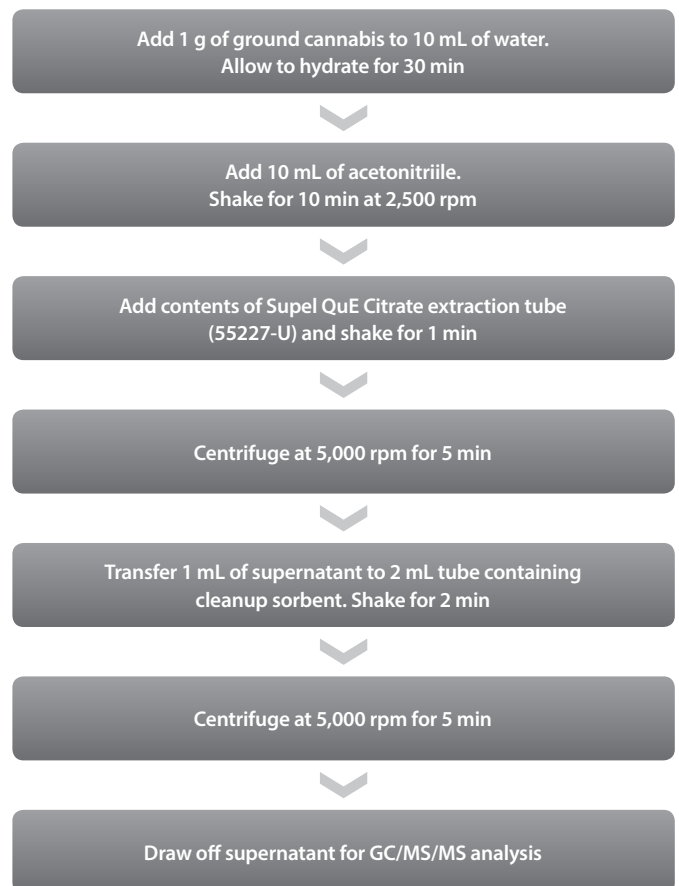 Add 1 g of ground cannabis to 10 mL of water.
Allow to hydrate for 30 min
Add 10 mL of acetonitriile.
Shake for 10 min at 2,500 rpm
Add contents of Supel QuE Citrate extraction tube
(55227-U) and shake for 1 min
Centrifuge at 5,000 rpm for 5 min
Transfer 1 mL of supernatant to 2 mL tube containing
cleanup sorbent. Shake for 2 min
Centrifuge at 5,000 rpm for 5 min
Draw off supernatant for GC/MS/MS analysis